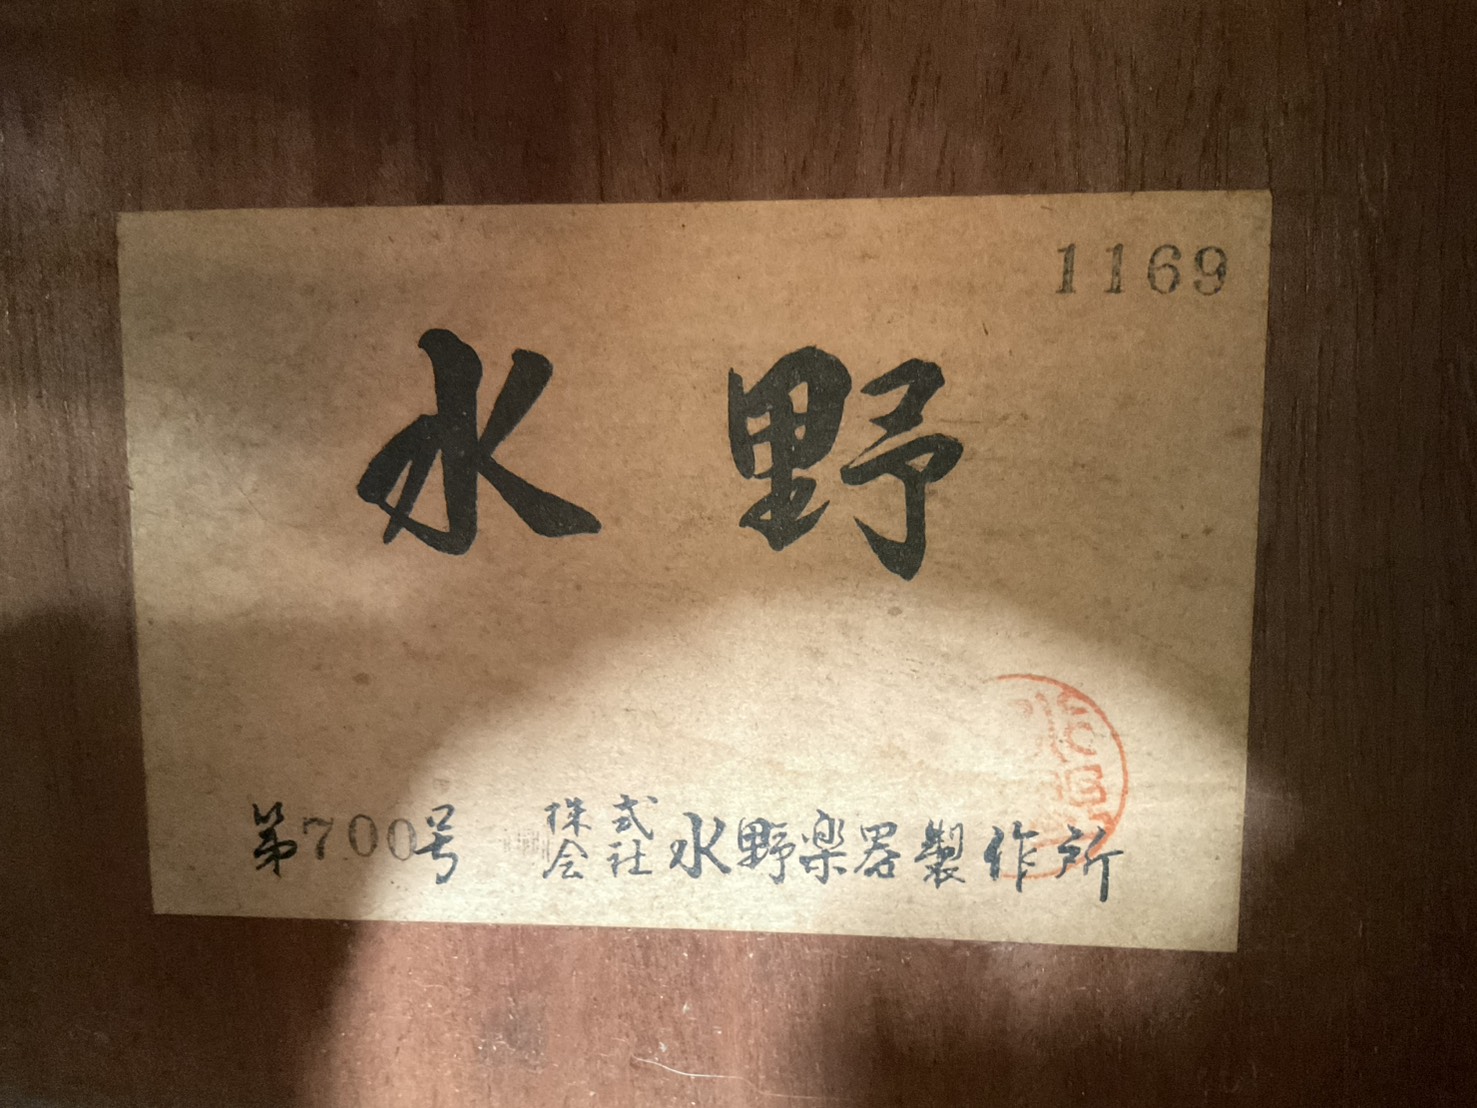 1169
水野
第700号 株式会社 水野楽器製作所